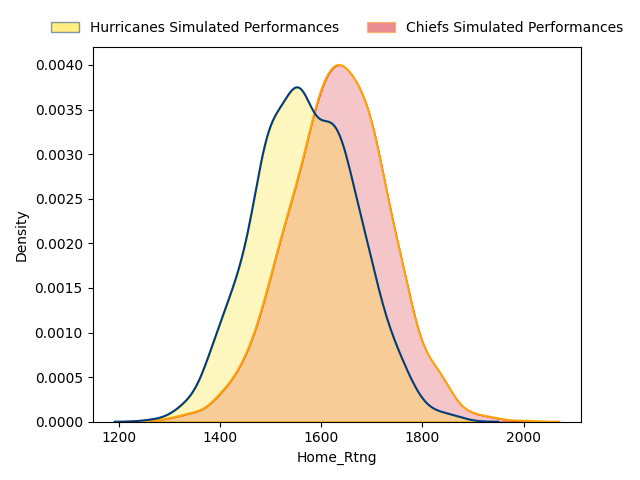 Hurricanes Simulated Performances
Chiefs Simulated Performances
0.0040
0.0035
0.0030
0.0025
0.0020
0.0015
0.0010
0.0005
0.0000
Density
1200 1400 1600 1800 2000
Home_Rtng